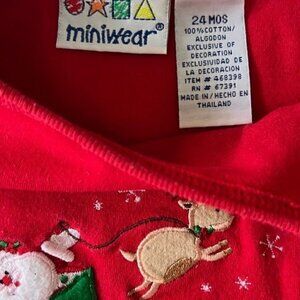 miniwear®
24 MOS
100% COTTON/
ALGODON
EXCLUSIVE OF
DECORATION
EXCLUSIVIDAD DE
LA DECORACION
ITEM # 468398
RN # 67391
MADE IN/HECHO EN
THAILAND